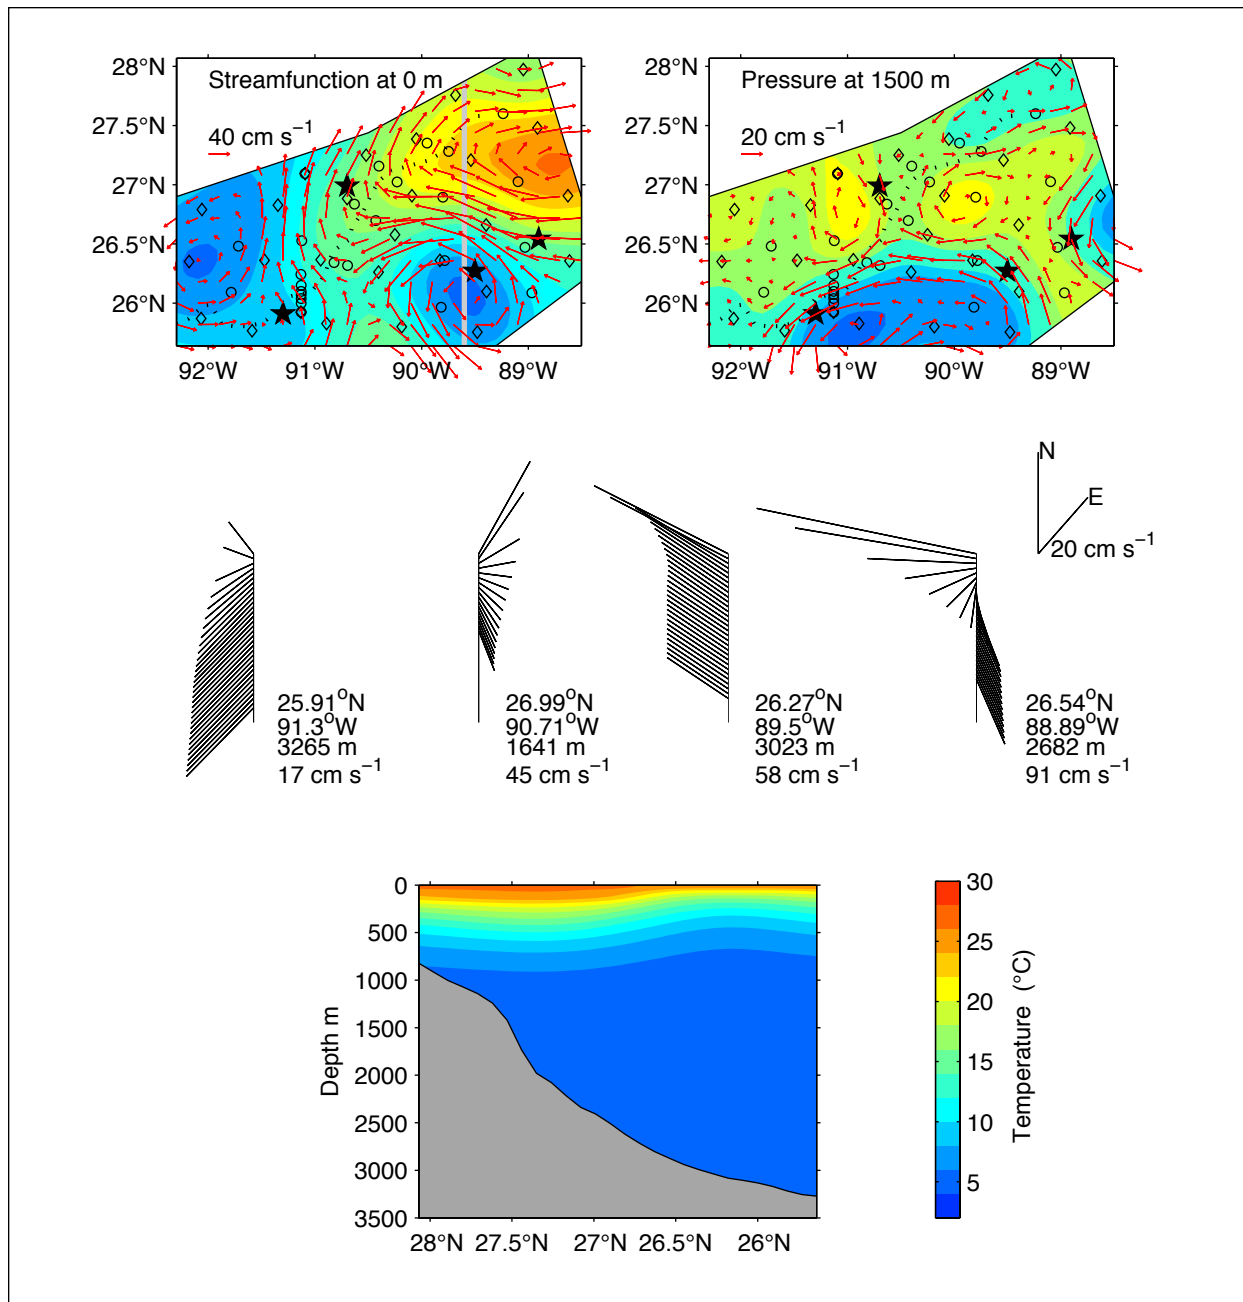 Streamfunction at 0 m
40 cm s⁻¹
28°N
27.5°N
27°N
26.5°N
26°N
92°W 91°W 90°W 89°W
Pressure at 1500 m
20 cm s⁻¹
28°N
27.5°N
27°N
26.5°N
26°N
92°W 91°W 90°W 89°W
N
E
20 cm s⁻¹
25.91°N
91.3°W
3265 m
17 cm s⁻¹
26.99°N
90.71°W
1641 m
45 cm s⁻¹
26.27°N
89.5°W
3023 m
58 cm s⁻¹
26.54°N
88.89°W
2682 m
91 cm s⁻¹
Depth m
0
500
1000
1500
2000
2500
3000
3500
28°N 27.5°N 27°N 26.5°N 26°N
30
25
20
15
10
5
Temperature (°C)